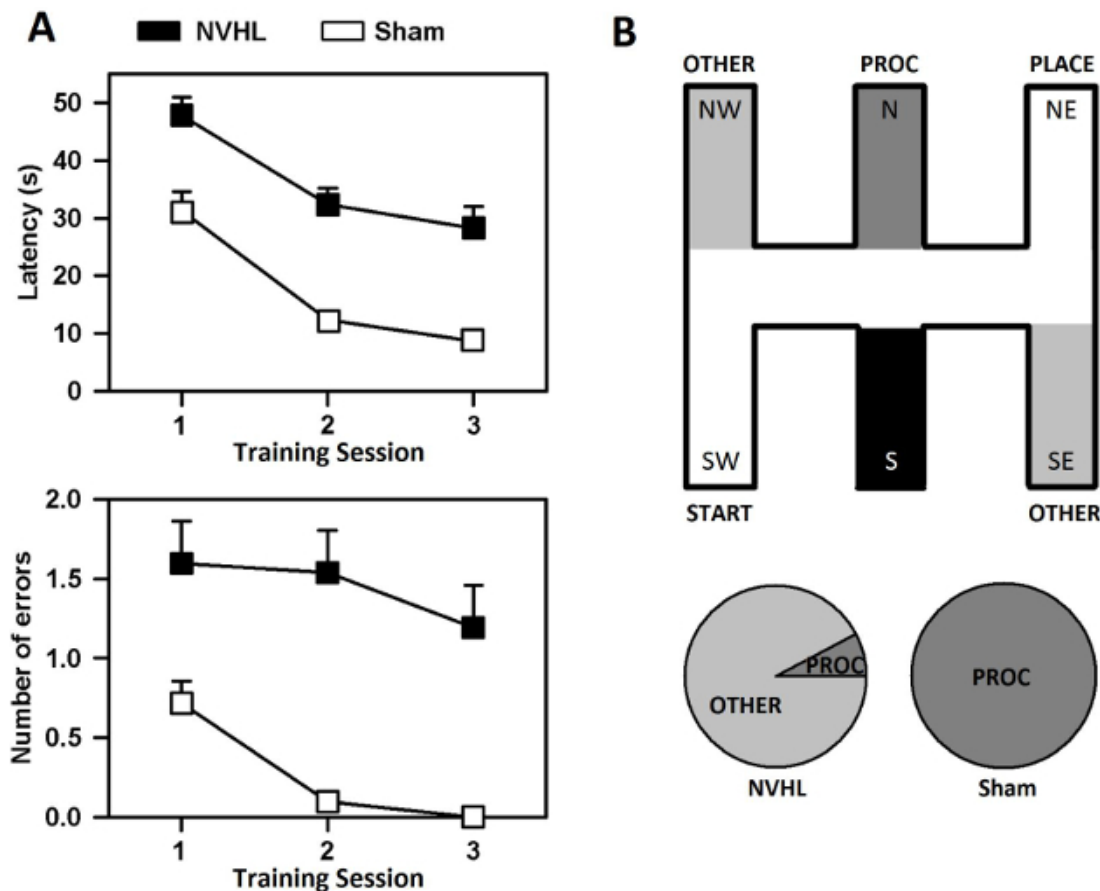 A
NVHL
Sham
Latency (s)
50
40
30
20
10
0
1
2
3
Training Session
Number of errors
2.0
1.5
1.0
0.5
0.0
1
2
3
Training Session
B
OTHER
PROC
PLACE
NW
N
NE
SW
S
SE
START
OTHER
PROC
OTHER
NVHL
PROC
Sham